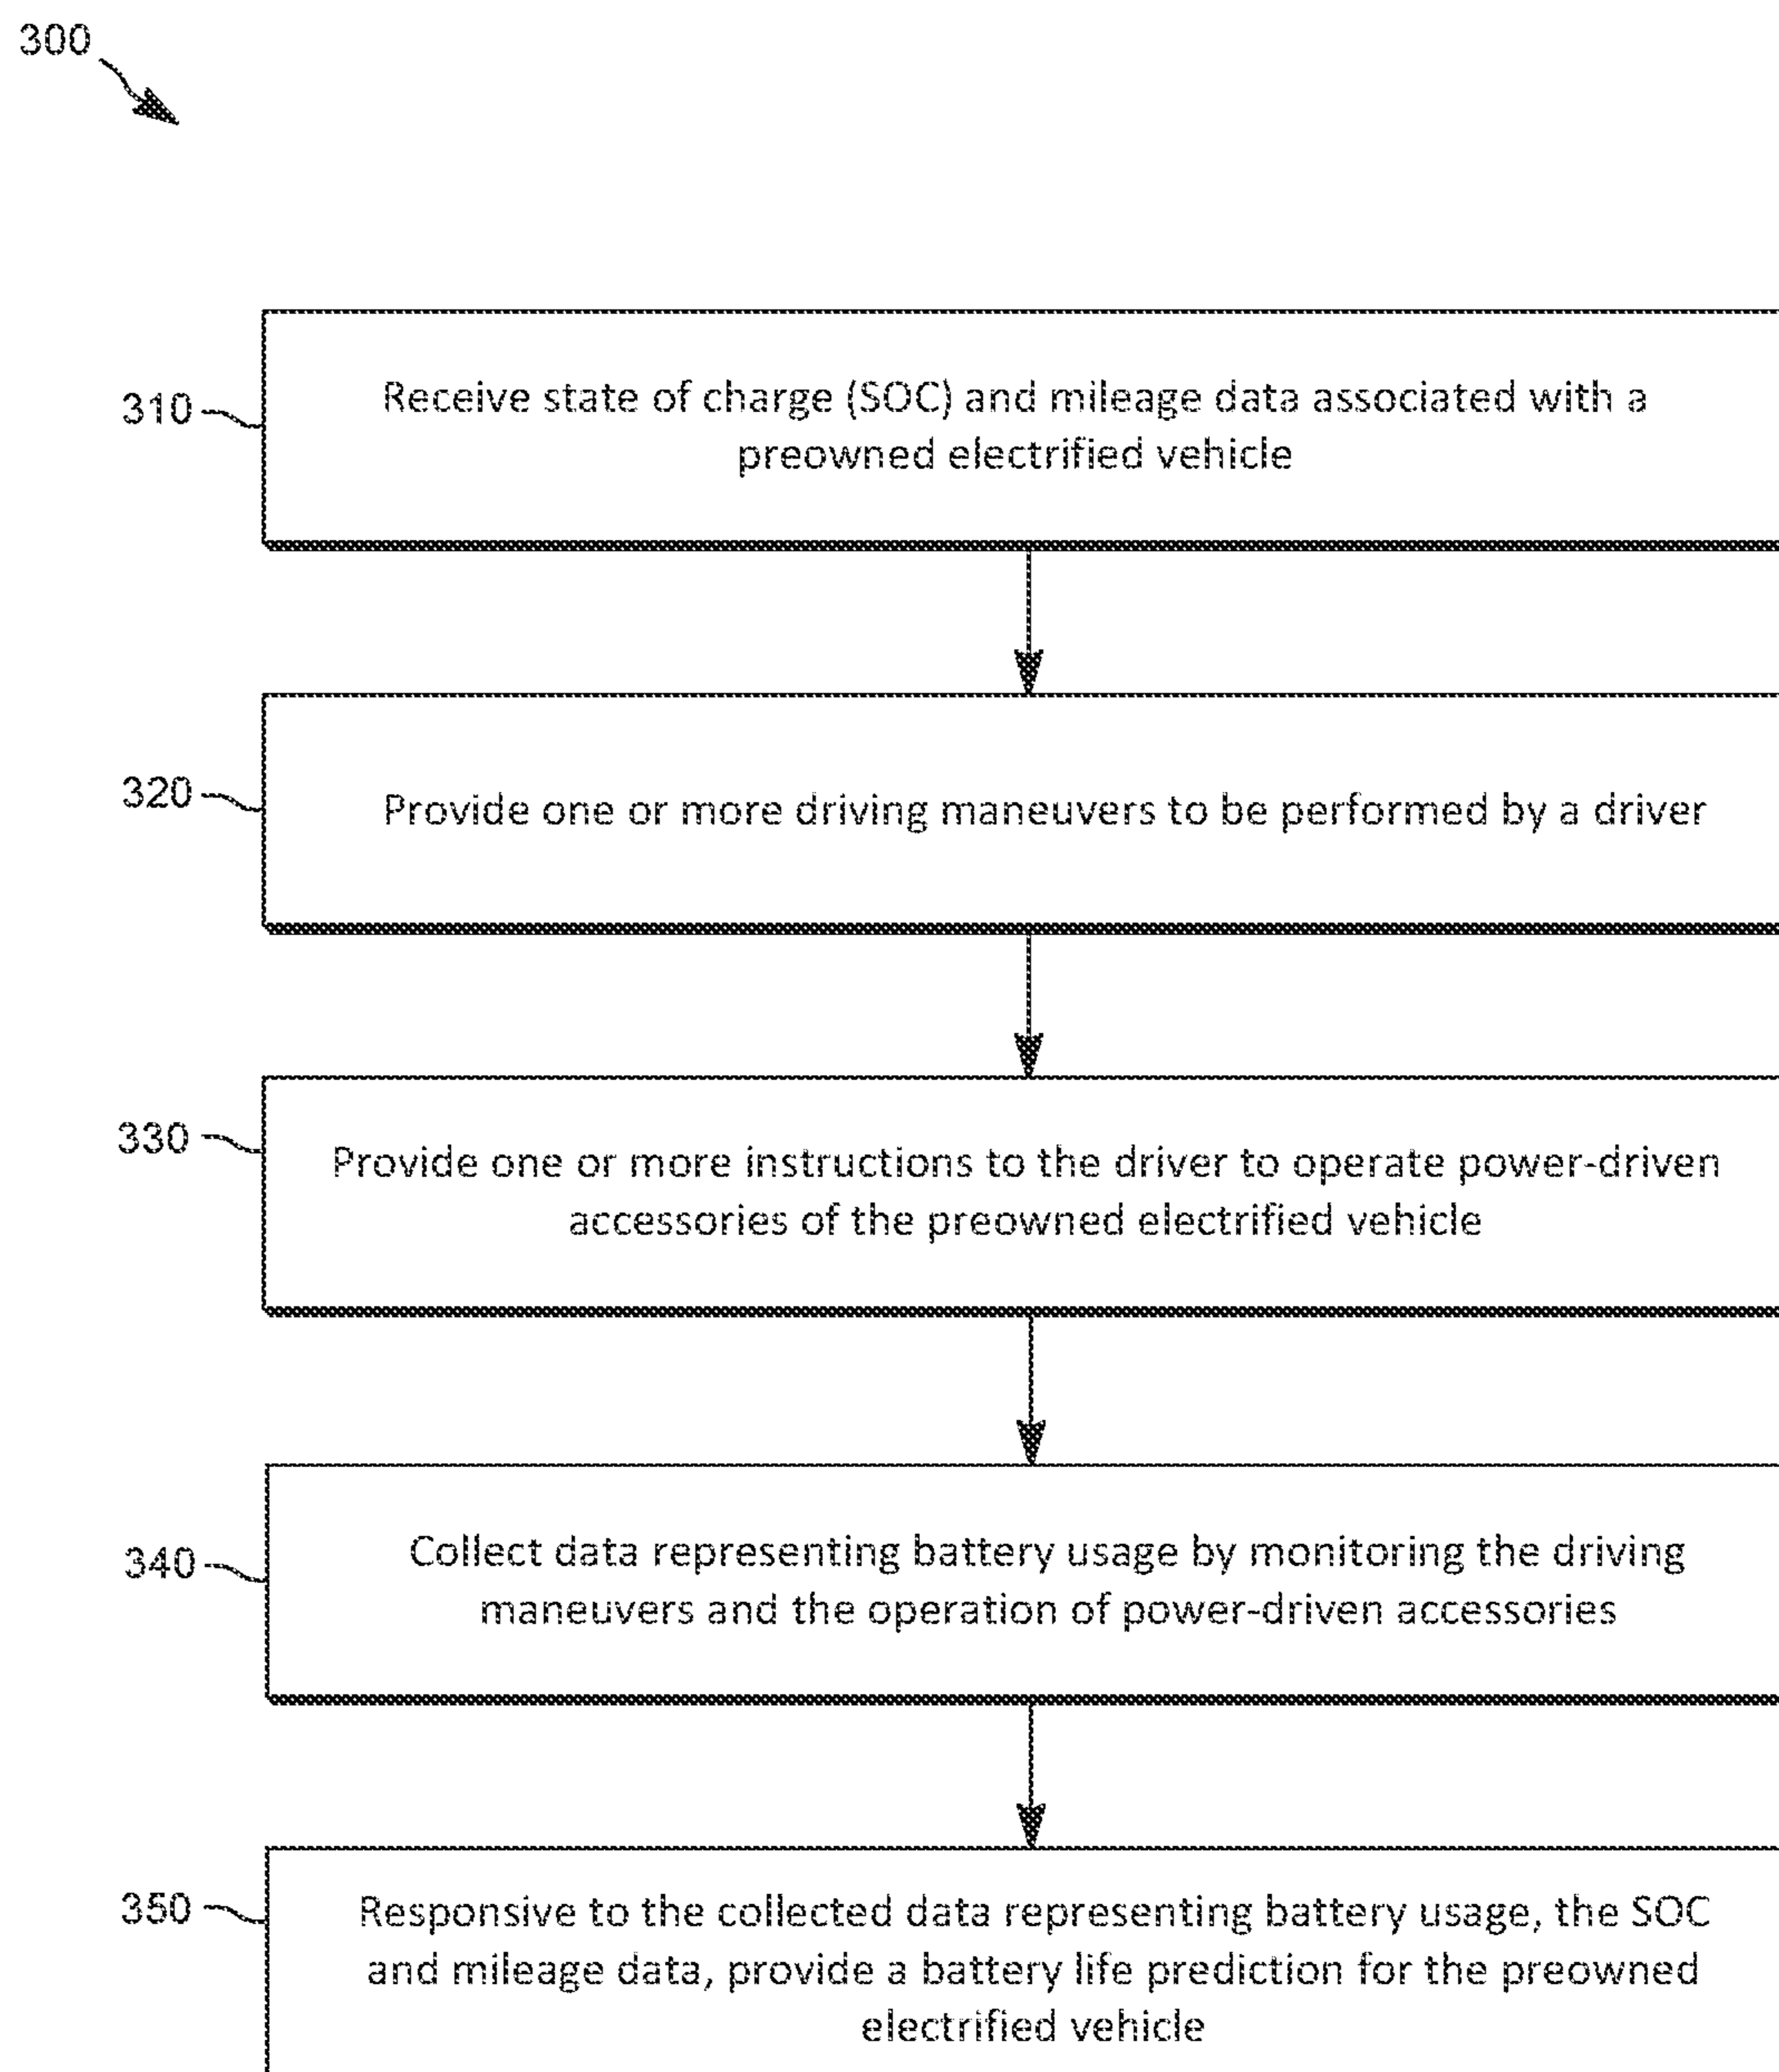 300
310
Receive state of charge (SOC) and mileage data associated with a
preowned electrified vehicle
320
Provide one or more driving maneuvers to be performed by a driver
330
Provide one or more instructions to the driver to operate power-driven
accessories of the preowned electrified vehicle
340
Collect data representing battery usage by monitoring the driving
maneuvers and the operation of power-driven accessories
350
Responsive to the collected data representing battery usage, the SOC
and mileage data, provide a battery life prediction for the preowned
electrified vehicle